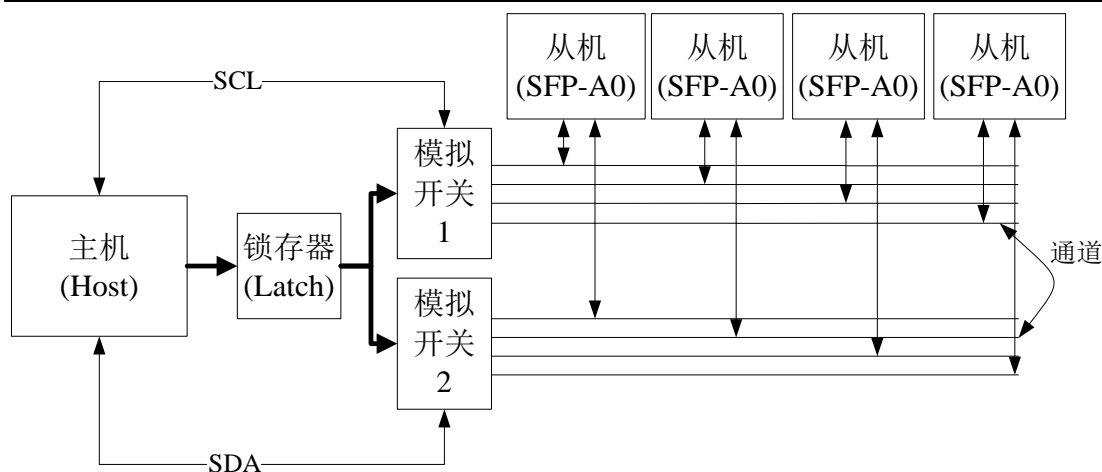 从机 从机 从机 从机
(SFP-A0) (SFP-A0) (SFP-A0) (SFP-A0)
SCL
模拟
开关
1
主机
(Host)
锁存器
(Latch)
通道
模拟
开关
2
SDA